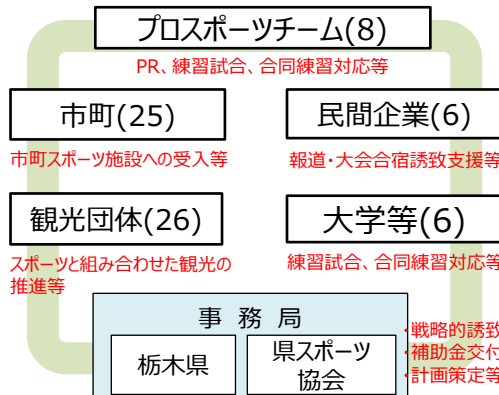 プロスポーツチーム(8)
PR、練習試合、合同練習対応等
市町(25)
市町スポーツ施設への受入等
民間企業(6)
報道・大会合宿誘致支援等
観光団体(26)
スポーツと組み合わせた観光の
推進等
大学等(6)
練習試合、合同練習対応等
事務局
栃木県
県スポーツ
協会
・戦略的誘致
・補助金交付
・計画策定等